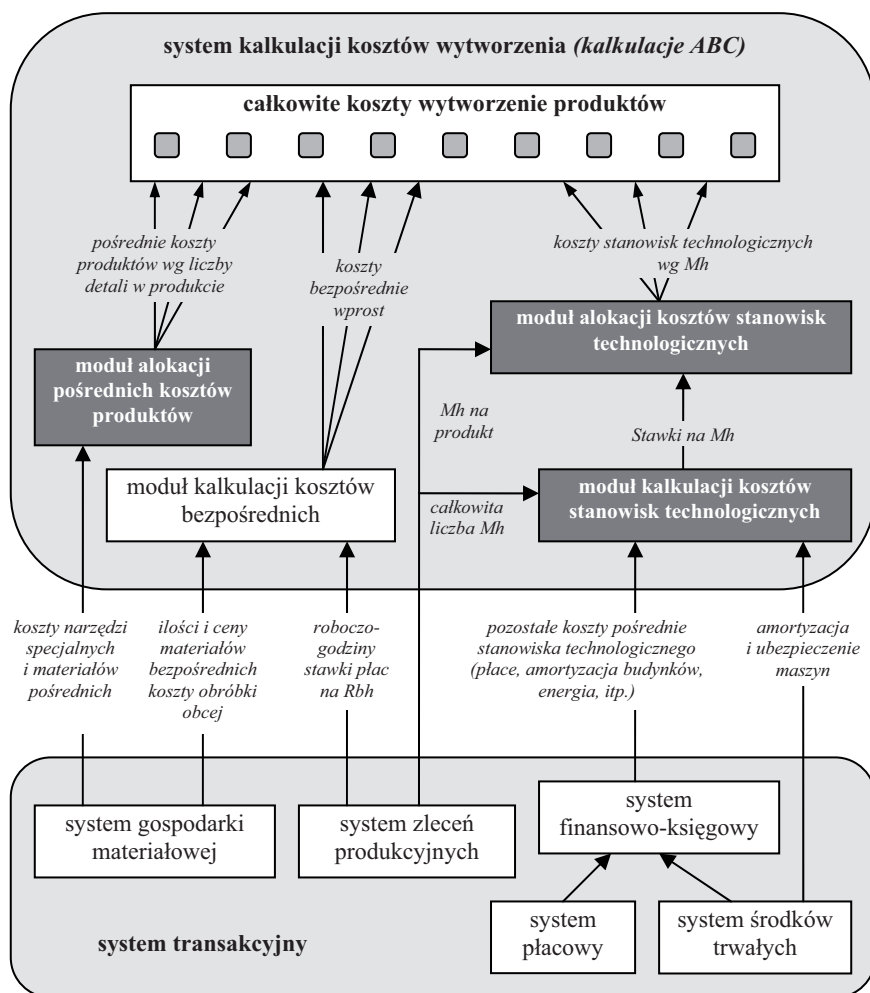 system kalkulacji kosztów wytworzenia (kalkulacje ABC)
całkowite koszty wytworzenie produktów
pośrednie koszty
produktów wg liczby
detali w produkcie
koszty
bezpośrednie
wprost
koszty stanowisk technologicznych
wg Mh
moduł alokacji kosztów stanowisk
technologicznych
moduł alokacji
pośrednich kosztów
produktów
Mh na
produkt
Stawki na Mh
moduł kalkulacji kosztów
bezpośrednich
całkowita
liczba Mh
moduł kalkulacji kosztów
stanowisk technologicznych
koszty narzędzi
specjalnych
i materiałów
pośrednich
ilości i ceny
materiałów
bezpośrednich
koszty obróbki
obcej
roboczo-
godziny
stawki płac
na Rbh
pozostałe koszty pośrednie
stanowiska technologicznego
(płace, amortyzacja budynków,
energia, itp.)
amortyzacja
i ubezpieczenie
maszyn
system gospodarki
materiałowej
system zleceń
produkcyjnych
system
finansowo-księgowy
system
płacowy
system środków
trwałych
system transakcyjny